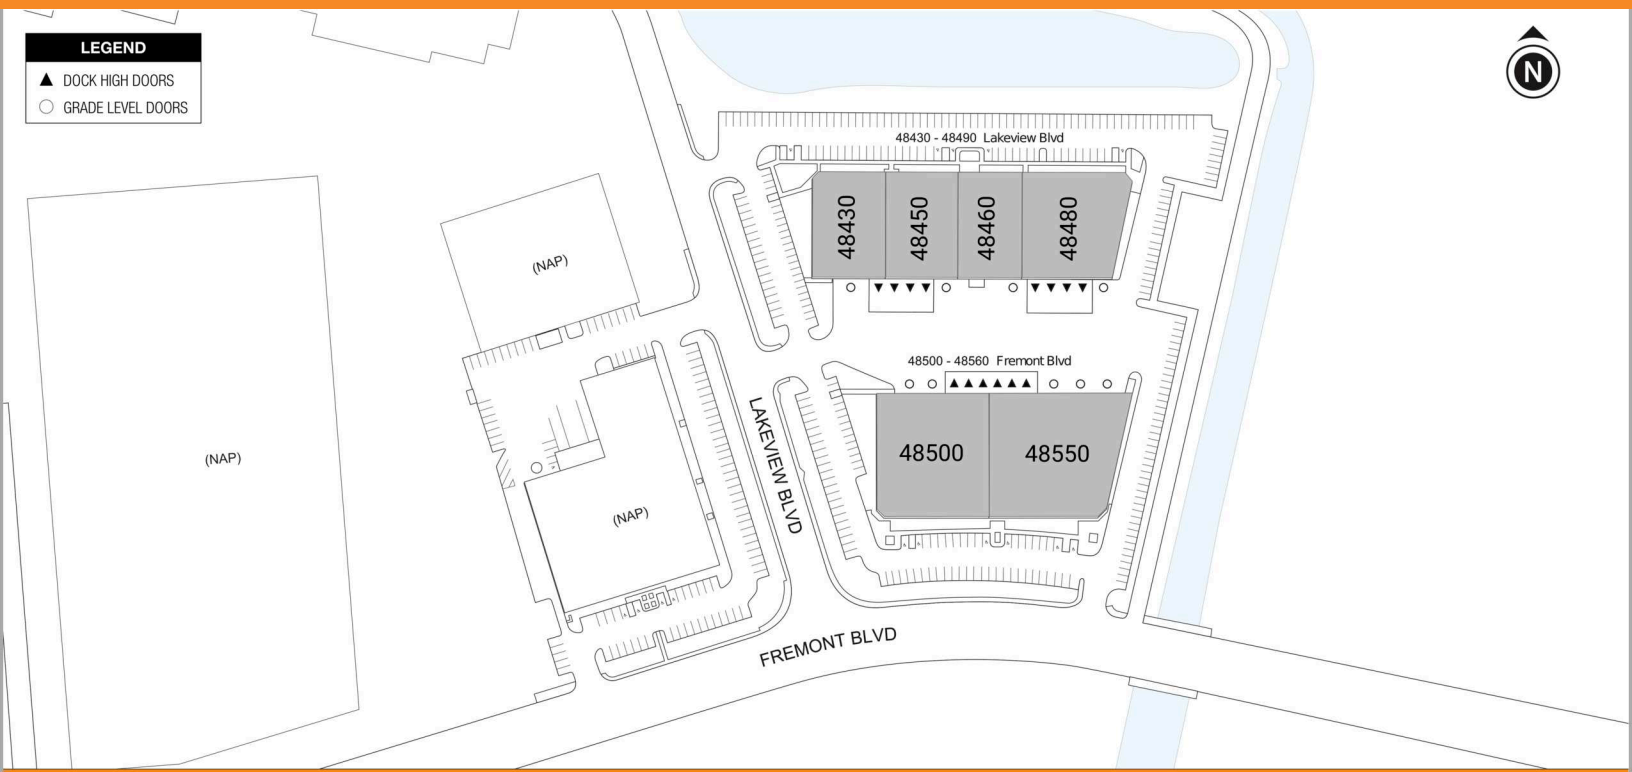 LEGEND
DOCK HIGH DOORS
GRADE LEVEL DOORS
N
48430 - 48490 Lakeview Blvd
48430
48450
48460
48480
(NAP)
48500 - 48560 Fremont Blvd
LAKEVIEW BLVD
48500
48550
(NAP)
(NAP)
FREMONT BLVD